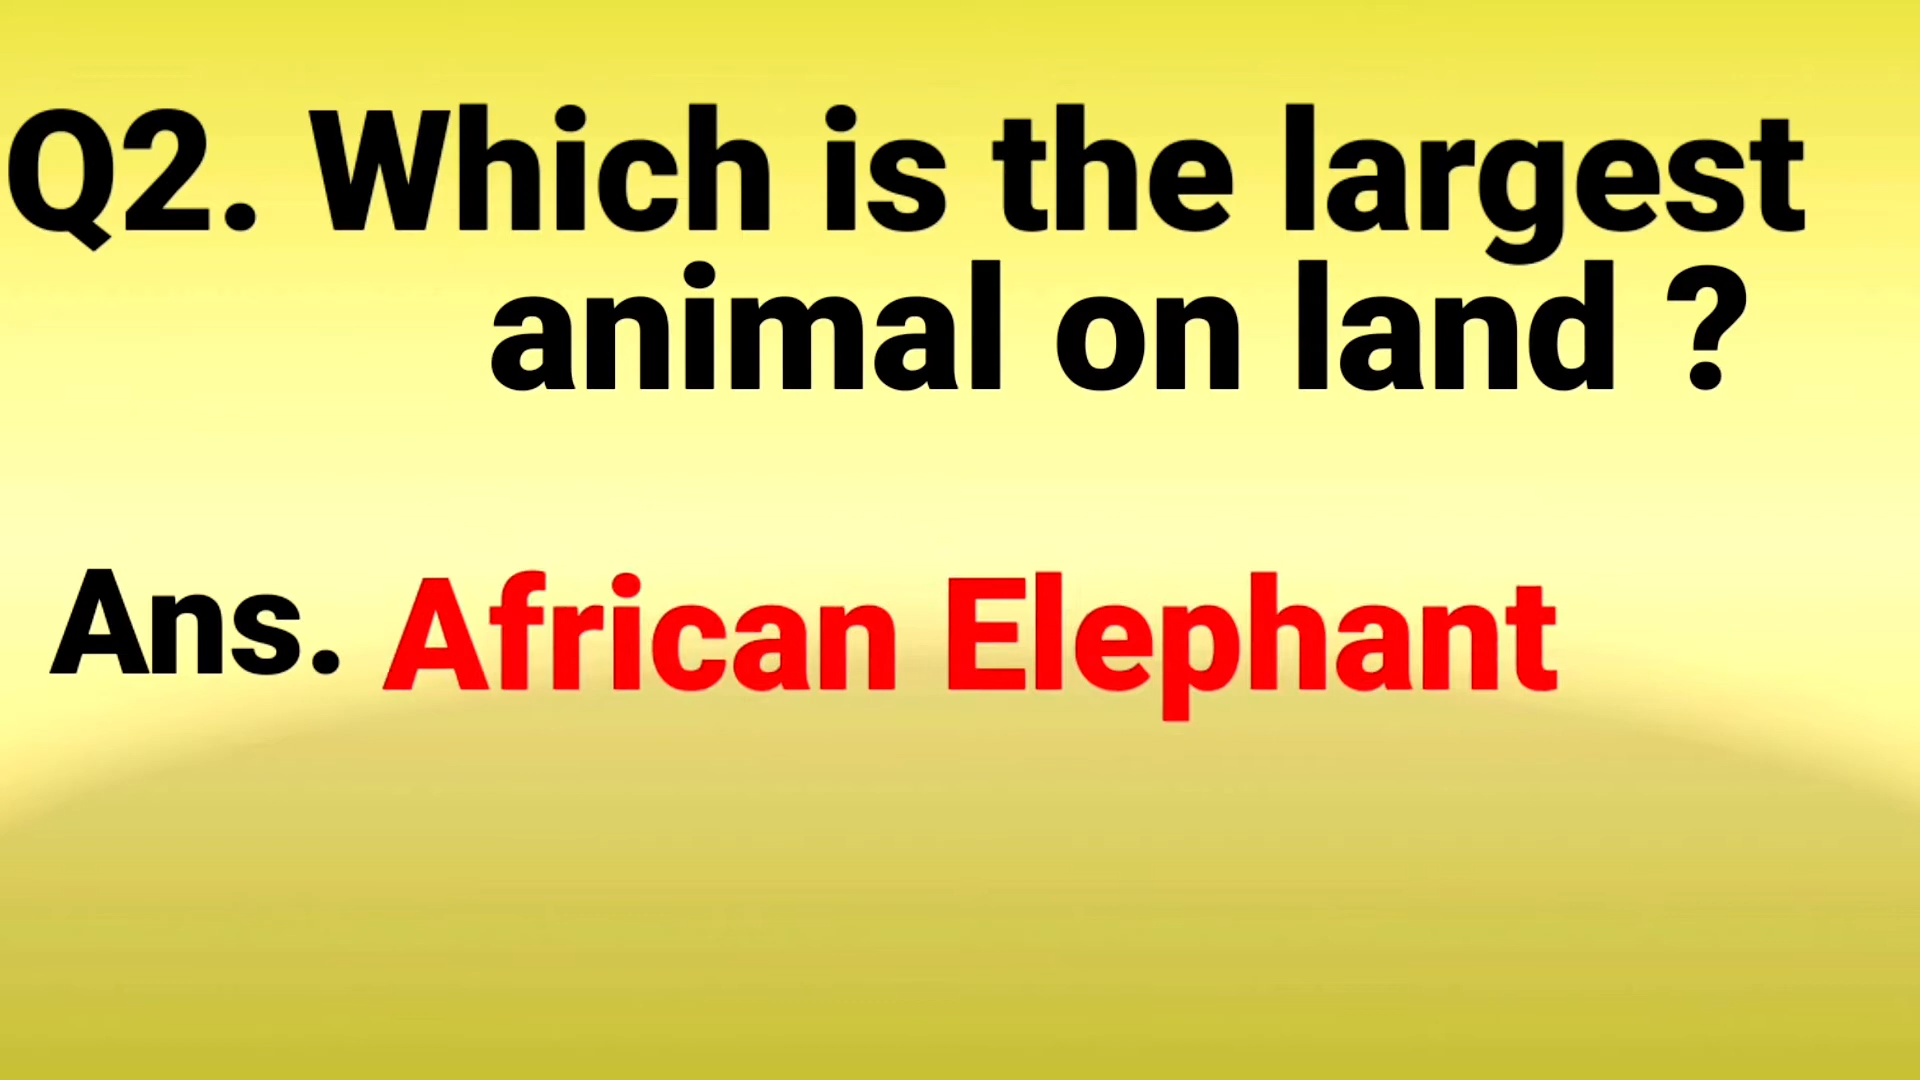 Q2. Which is the largest
animal on land ?
Ans. African Elephant